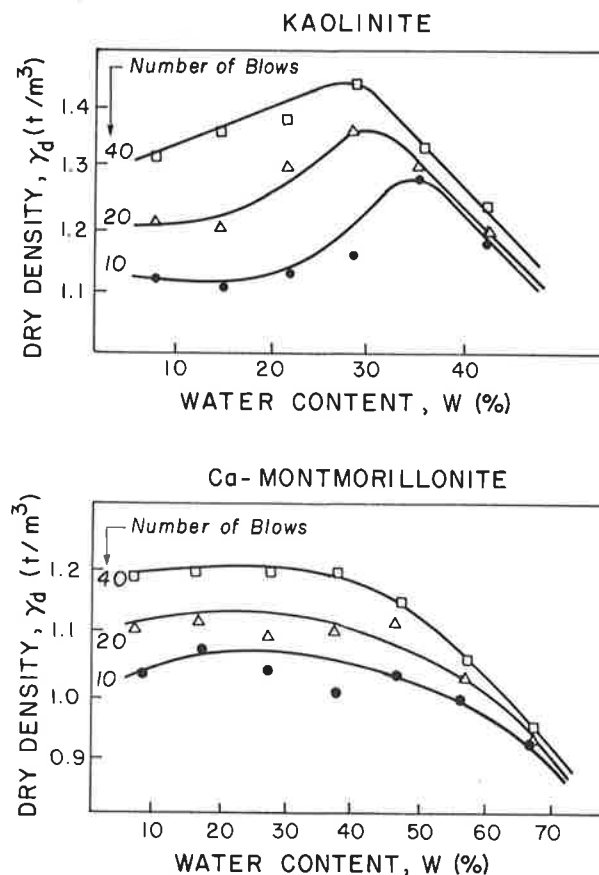 KAOLINITE
Number of Blows
DRY DENSITY, γd (t/m³)
1.4
1.3
1.2
1.1
40
20
10
10 20 30 40
WATER CONTENT, W (%)
Ca-MONTMORILLONITE
Number of Blows
DRY DENSITY, γd (t/m³)
1.2
1.1
1.0
0.9
40
20
10
10 20 30 40 50 60 70
WATER CONTENT, W (%)